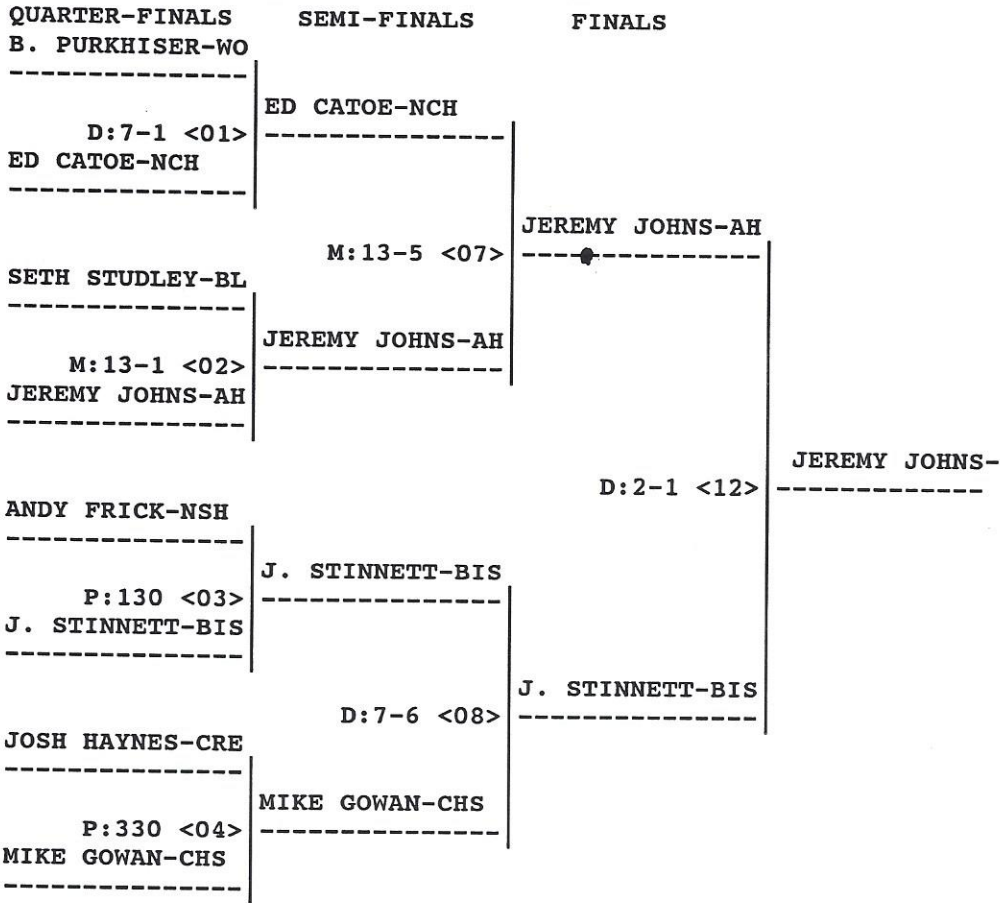 QUARTER-FINALS SEMI-FINALS FINALS
B. PURKHISER-WO
ED CATOE-NCH
D:7-1 <01>
ED CATOE-NCH
JEREMY JOHNS-AH
M:13-5 <07>
SETH STUDLEY-BL
JEREMY JOHNS-AH
M:13-1 <02>
JEREMY JOHNS-AH
JEREMY JOHNS-
D:2-1 <12>
ANDY FRICK-NSH
J. STINNETT-BIS
P:130 <03>
J. STINNETT-BIS
J. STINNETT-BIS
D:7-6 <08>
JOSH HAYNES-CRE
MIKE GOWAN-CHS
P:330 <04>
MIKE GOWAN-CHS